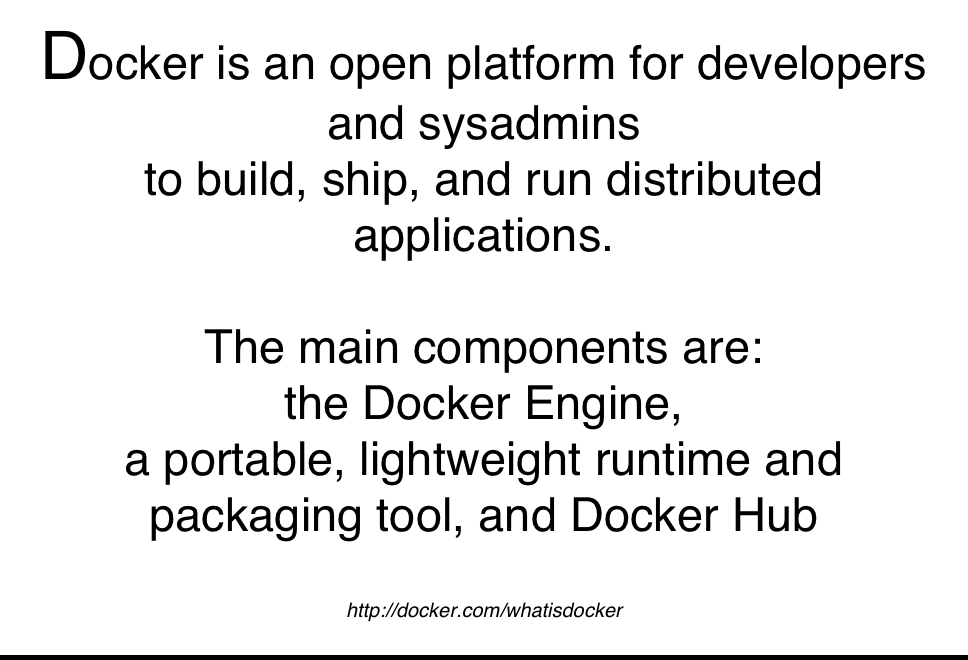 Docker is an open platform for developers
and sysadmins
to build, ship, and run distributed
applications.
The main components are:
the Docker Engine,
a portable, lightweight runtime and
packaging tool, and Docker Hub
http://docker.com/whatisdocker